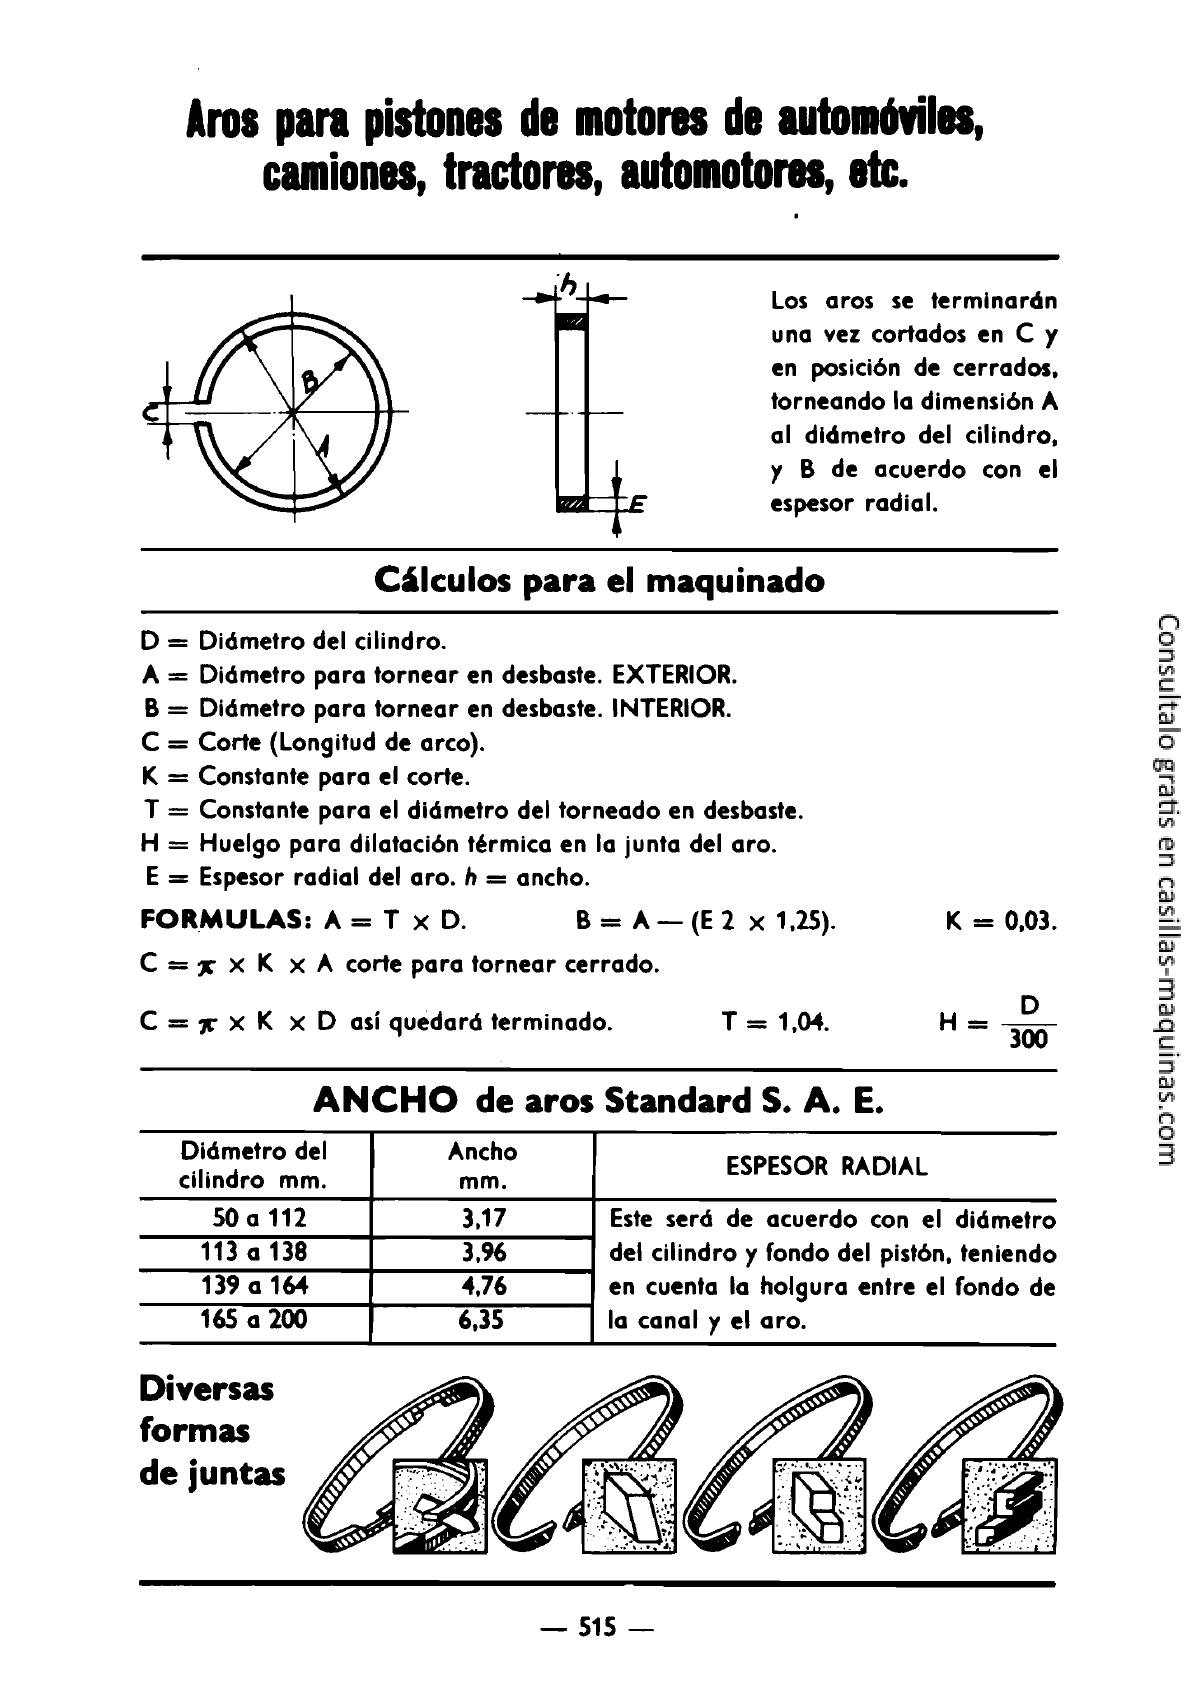 Aros para pistones de motores de automóviles,
camiones, tractores, automotores, etc.
h
C
B
A
E
Los aros se terminarán
una vez cortados en C y
en posición de cerrados,
torneando la dimensión A
al diámetro del cilindro,
y B de acuerdo con el
espesor radial.
Cálculos para el maquinado
D = Diámetro del cilindro.
A = Diámetro para tornear en desbaste. EXTERIOR.
B = Diámetro para tornear en desbaste. INTERIOR.
C = Corte (Longitud de arco).
K = Constante para el corte.
T = Constante para el diámetro del torneado en desbaste.
H = Huelgo para dilatación térmica en la junta del aro.
E = Espesor radial del aro. h = ancho.
FORMULAS: A = T x D. B = A — (E 2 x 1,25). K = 0,03.
C = π x K x A corte para tornear cerrado.
C = π x K x D así quedará terminado. T = 1,04. H = D
300
ANCHO de aros Standard S. A. E.
Diámetro del
cilindro mm.
Ancho
mm.
ESPESOR RADIAL
50 a 112 3,17
113 a 138 3,96
139 a 164 4,76
165 a 200 6,35
Este será de acuerdo con el diámetro
del cilindro y fondo del pistón, teniendo
en cuenta la holgura entre el fondo de
la canal y el aro.
Diversas
formas
de juntas
— 515 —
Consultalo gratis en casillas-maquinas.com